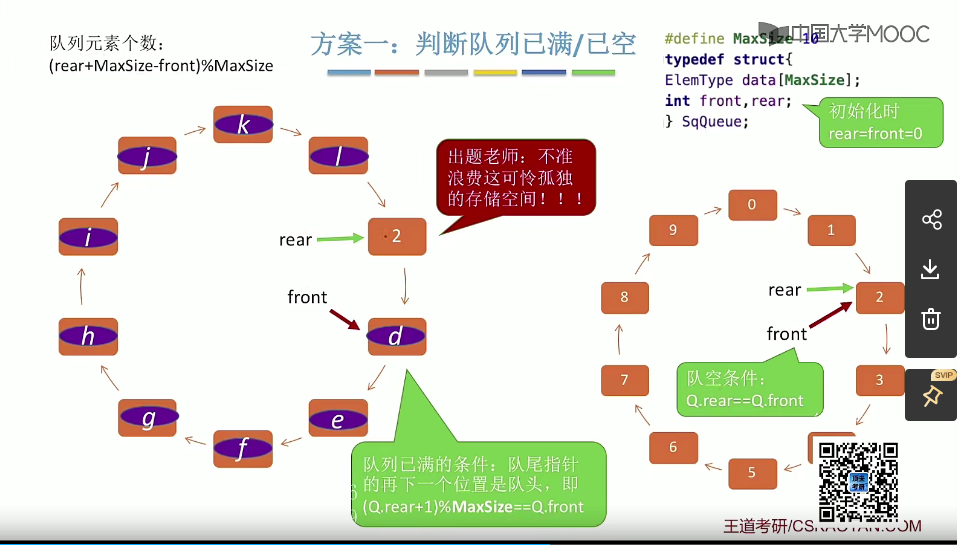 队列元素个数：
(rear+MaxSize-front)%MaxSize
方案一：判断队列已满/已空
中国大学MOOC
#define MaxSize 10
typedef struct{
ElemType data[MaxSize];
int front,rear;
} SqQueue;
初始化时
rear=front=0
k
j
l
出题老师：不准
浪费这可怜孤独
的存储空间！！！
i
rear
2
front
h
d
g
e
f
队列已满的条件：队尾指针
的再下一个位置是队头，即
(Q.rear+1)%MaxSize==Q.front
0
9
1
8
rear
2
front
7
队空条件：
Q.rear==Q.front
3
6
5
SVIP
王道考研/CSKAOYAN.COM